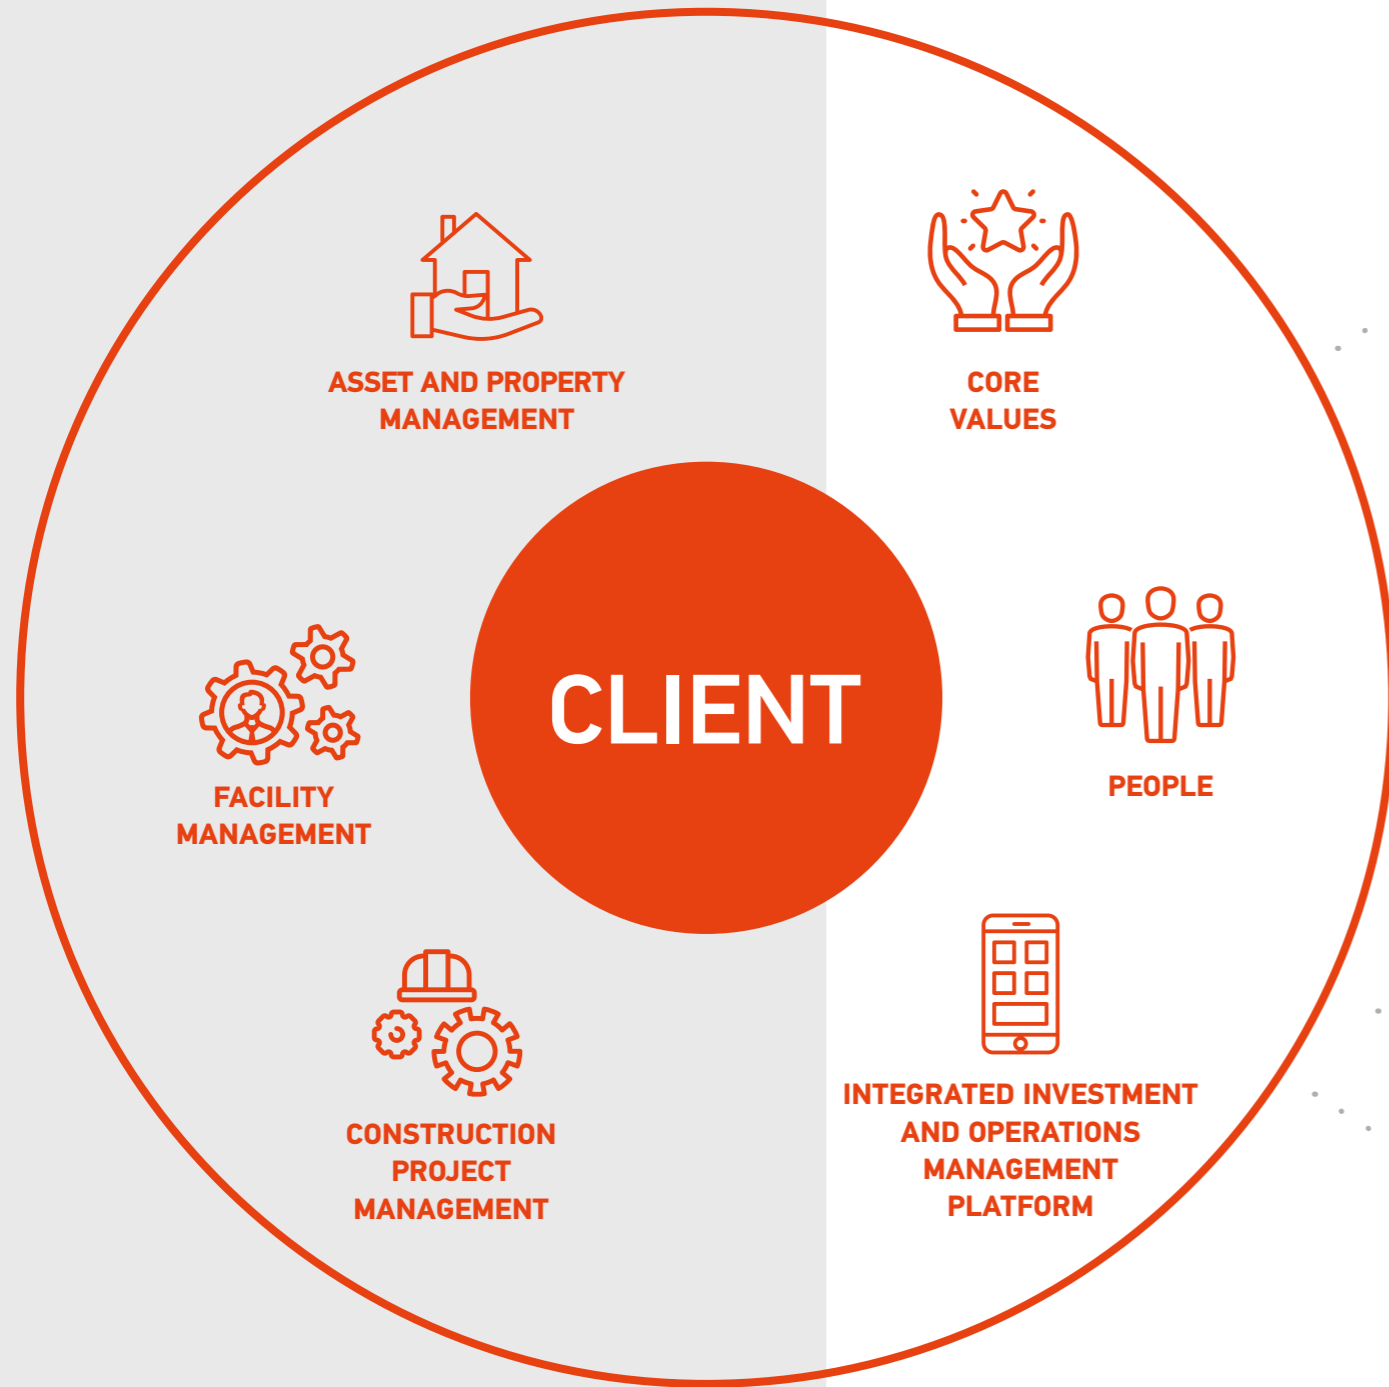 ASSET AND PROPERTY
MANAGEMENT
CORE
VALUES
CLIENT
FACILITY
MANAGEMENT
PEOPLE
CONSTRUCTION
PROJECT
MANAGEMENT
INTEGRATED INVESTMENT
AND OPERATIONS
MANAGEMENT
PLATFORM